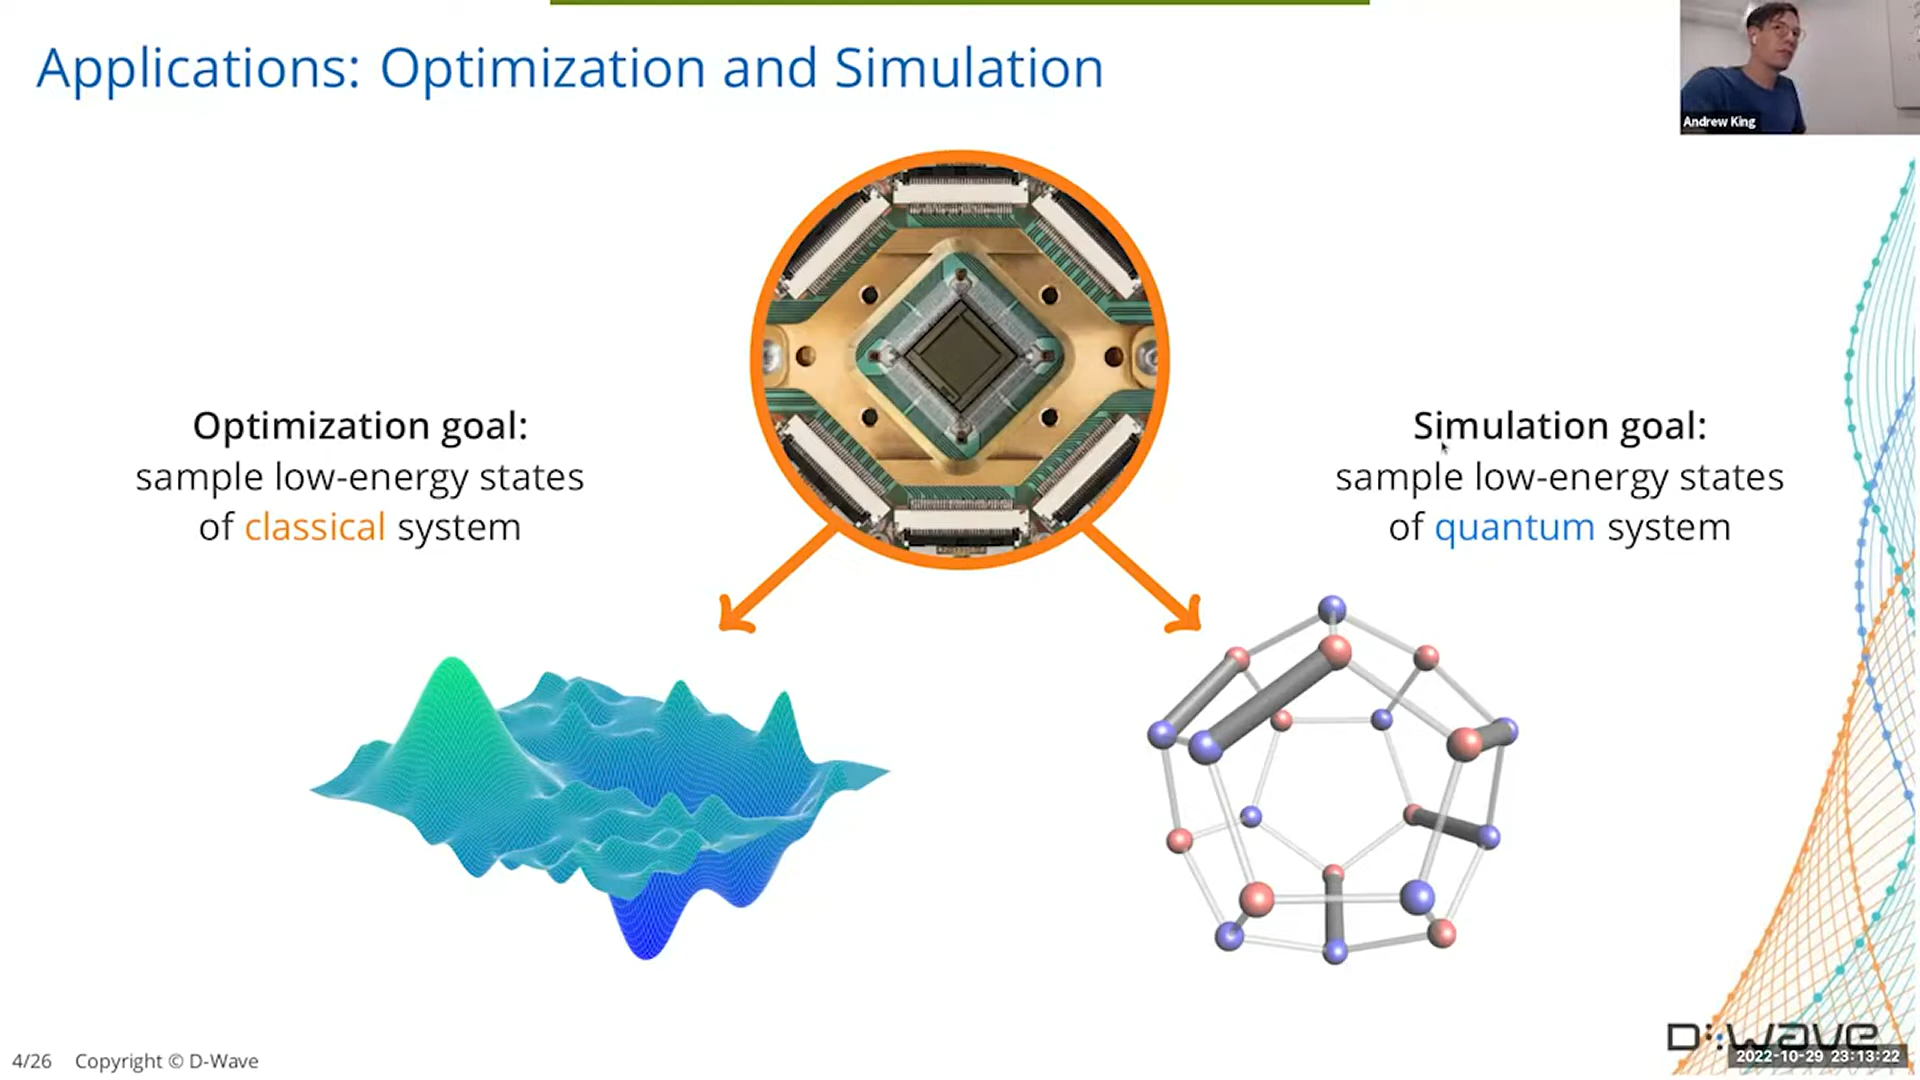 Applications: Optimization and Simulation
Andrew King
Optimization goal:
sample low-energy states
of classical system
Simulation goal:
sample low-energy states
of quantum system
4/26 Copyright © D-Wave
D:wave
2022-10-29 23:13:22